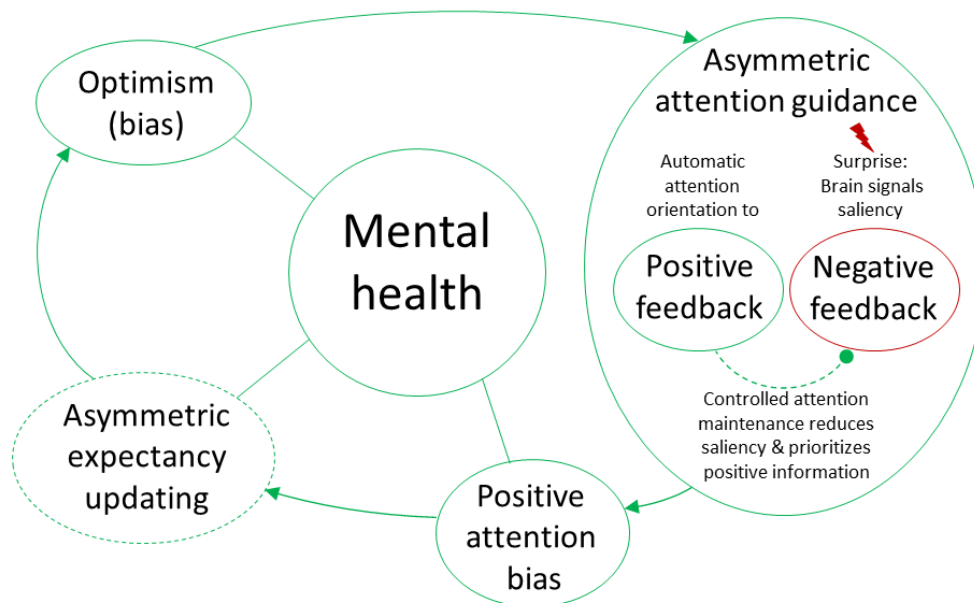 Optimism
(bias)
Mental
health
Asymmetric
expectancy
updating
Positive
attention
bias
Asymmetric
attention guidance
Automatic
attention
orientation to
Surprise:
Brain signals
saliency
Positive
feedback
Negative
feedback
Controlled attention
maintenance reduces
saliency & prioritizes
positive information